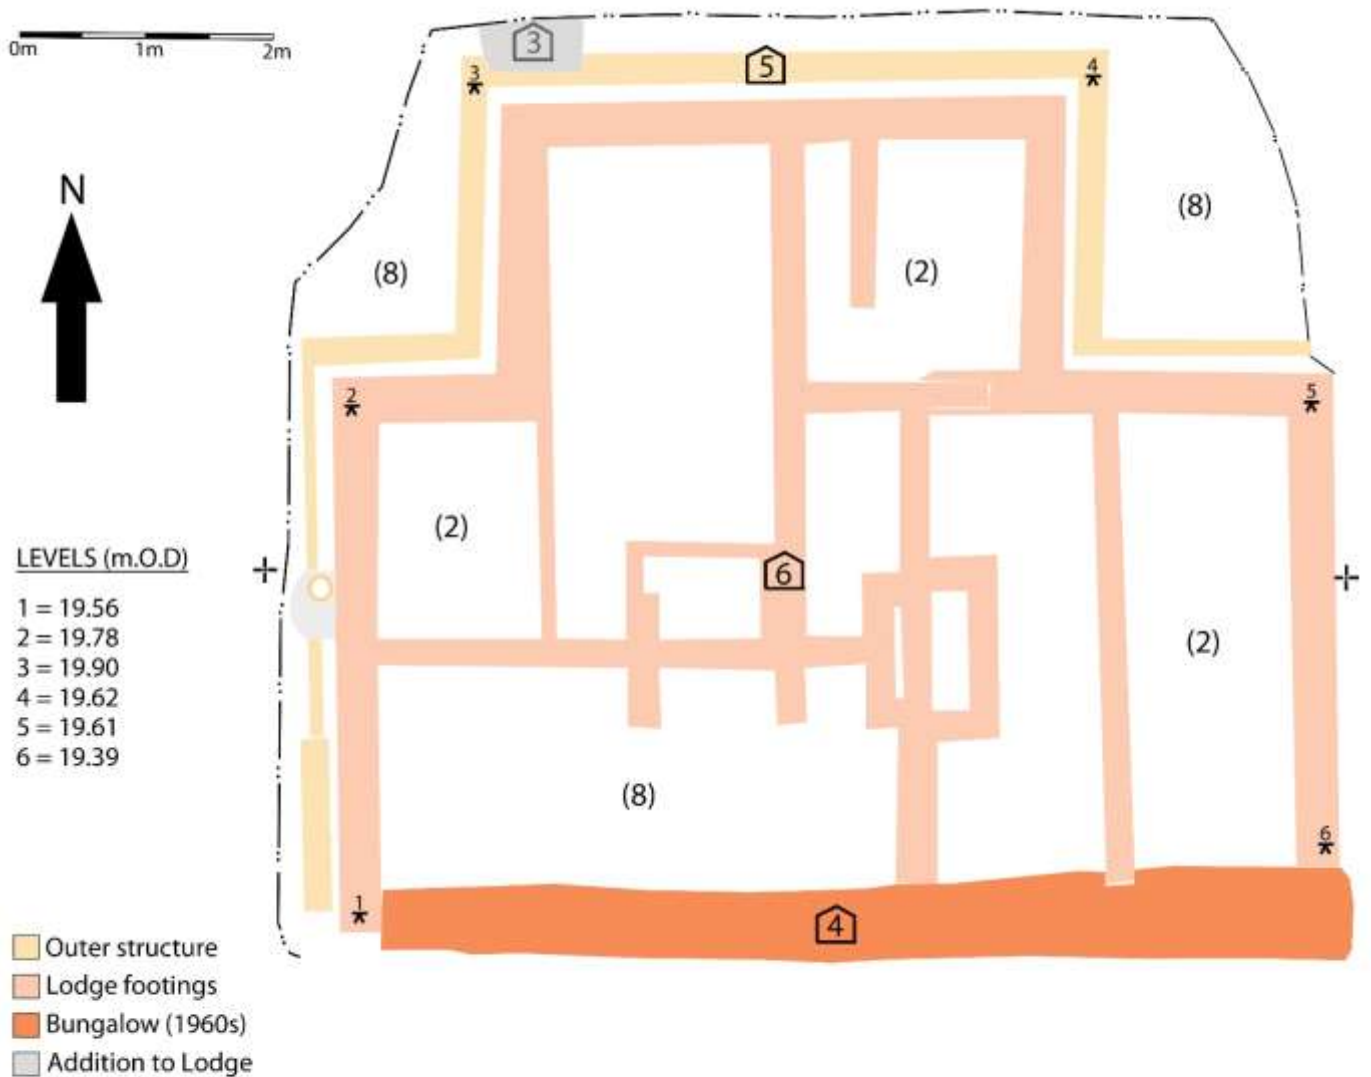 0m 1m 2m
3
5
3
4
N
(8)
(8)
(2)
2
5
(2)
6
(2)
LEVELS (m.O.D)
1 = 19.56
2 = 19.78
3 = 19.90
4 = 19.62
5 = 19.61
6 = 19.39
(8)
6
1
4
Outer structure
Lodge footings
Bungalow (1960s)
Addition to Lodge